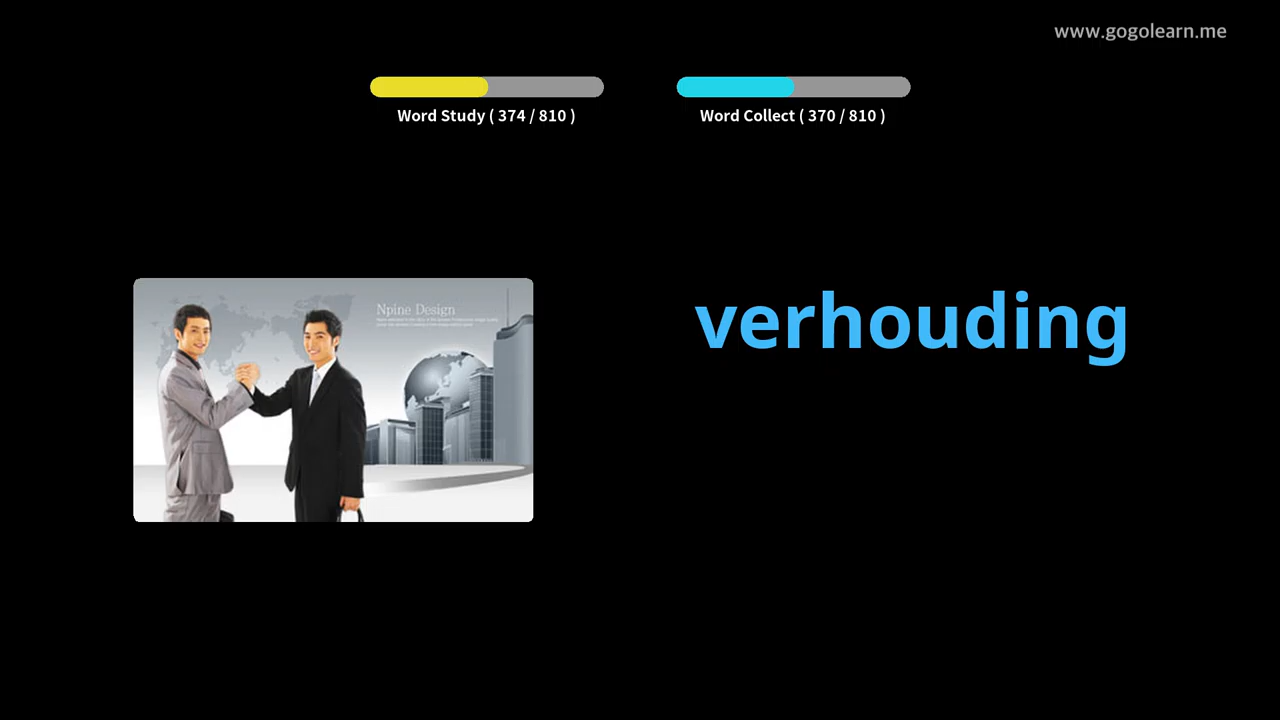 www.gogolearn.me
Word Study ( 374 / 810 )
Word Collect ( 370 / 810 )
Npine Design
verhouding